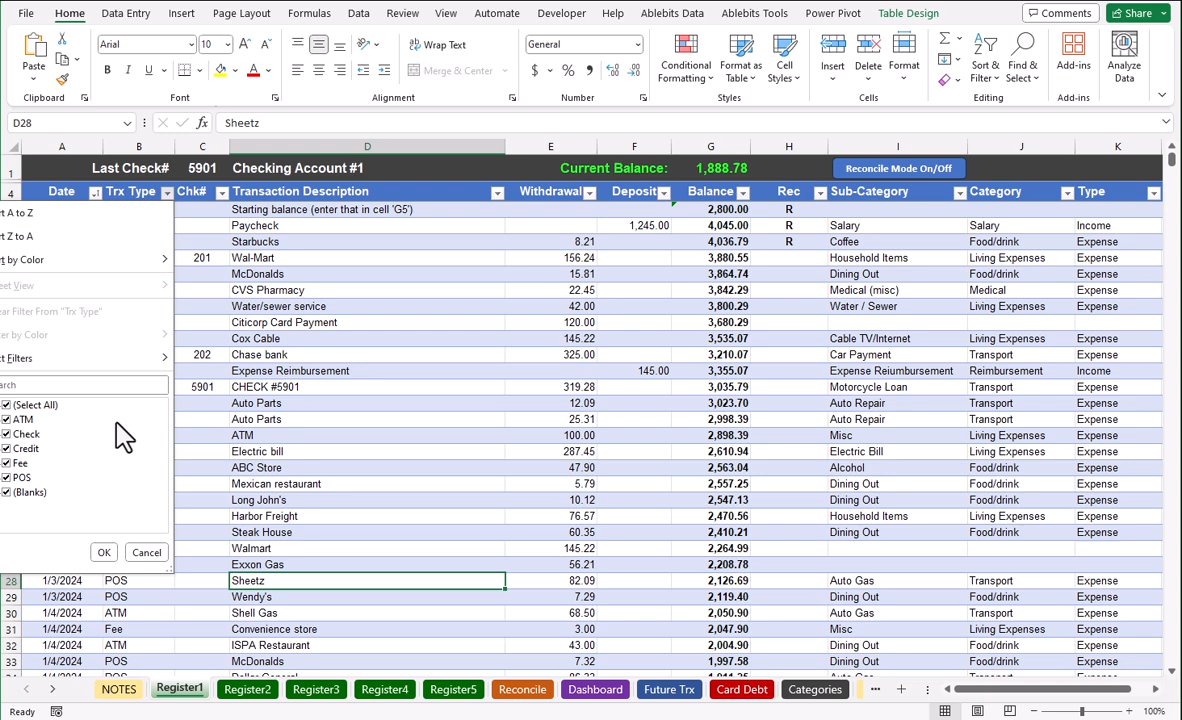 File Home Data Entry Insert Page Layout Formulas Data Review View Automate Developer Help Ablebits Data Ablebits Tools Power Pivot Table Design Comments Share
Paste Arial 10 B I U General $ % Wrap Text Merge & Center Conditional Formatting Format as Table Cell Styles Insert Delete Format Sort & Filter Find & Select Add-ins Analyze Data
Clipboard Font Alignment Number Styles Cells Editing Add-ins
D28 fx Sheetz
A B C D E F G H I J K
1 Last Check# 5901 Checking Account #1 Current Balance: 1,888.78 Reconcile Mode On/Off
4 Date Trx Type Chk# Transaction Description Withdrawal Deposit Balance Rec Sub-Category Category Type
Starting balance (enter that in cell 'G5') 2,800.00 R
Paycheck 1,245.00 4,045.00 R Salary Salary Income
Starbucks 8.21 4,036.79 R Coffee Food/drink Expense
201 Wal-Mart 156.24 3,880.55 Household Items Living Expenses Expense
McDonalds 15.81 3,864.74 Dining Out Food/drink Expense
CVS Pharmacy 22.45 3,842.29 Medical (misc) Medical Expense
Water/sewer service 42.00 3,800.29 Water / Sewer Living Expenses Expense
Citicorp Card Payment 120.00 3,680.29
Cox Cable 145.22 3,535.07 Cable TV/Internet Living Expenses Expense
202 Chase bank 325.00 3,210.07 Car Payment Transport Expense
Expense Reimbursement 145.00 3,355.07 Expense Reiumbursement Reimbursement Income
5901 CHECK #5901 319.28 3,035.79 Motorcycle Loan Transport Expense
Auto Parts 12.09 3,023.70 Auto Repair Transport Expense
Auto Parts 25.31 2,998.39 Auto Repair Transport Expense
ATM 100.00 2,898.39 Misc Living Expenses Expense
Electric bill 287.45 2,610.94 Electric Bill Living Expenses Expense
ABC Store 47.90 2,563.04 Alcohol Food/drink Expense
Mexican restaurant 5.79 2,557.25 Dining Out Food/drink Expense
Long John's 10.12 2,547.13 Dining Out Food/drink Expense
Harbor Freight 76.57 2,470.56 Household Items Living Expenses Expense
Steak House 60.35 2,410.21 Dining Out Food/drink Expense
Walmart 145.22 2,264.99
Exxon Gas 56.21 2,208.78
28 1/3/2024 POS Sheetz 82.09 2,126.69 Auto Gas Transport Expense
29 1/3/2024 POS Wendy's 7.29 2,119.40 Dining Out Food/drink Expense
30 1/4/2024 ATM Shell Gas 68.50 2,050.90 Auto Gas Transport Expense
31 1/4/2024 Fee Convenience store 3.00 2,047.90 Misc Living Expenses Expense
32 1/4/2024 ATM ISPA Restaurant 43.00 2,004.90 Dining Out Food/drink Expense
33 1/4/2024 POS McDonalds 7.32 1,997.58 Dining Out Food/drink Expense
rt A to Z
rt Z to A
rt by Color
eet View
ear Filter From "Trx Type"
ter by Color
t Filters
arch
(Select All)
ATM
Check
Credit
Fee
POS
(Blanks)
OK Cancel
NOTES Register1 Register2 Register3 Register4 Register5 Reconcile Dashboard Future Trx Card Debt Categories
Ready 100%